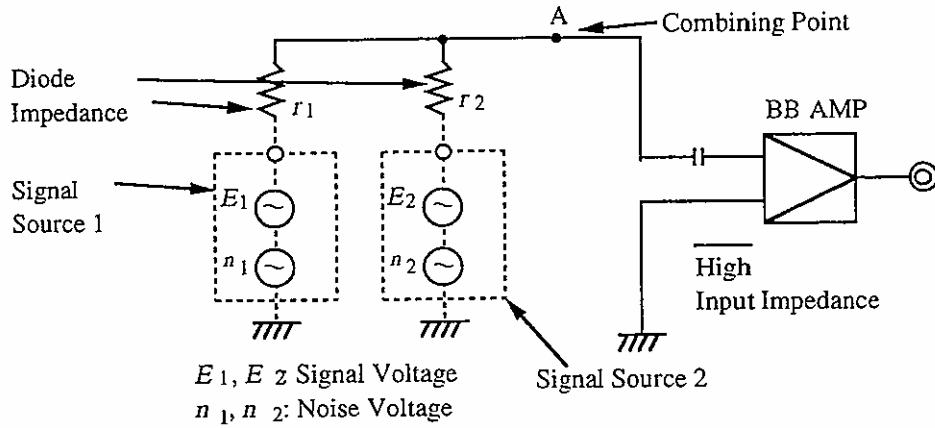 A
Combining Point
Diode
Impedance
r1
r2
BB AMP
Signal
Source 1
E1
E2
n1
n2
High
Input Impedance
E1, E2 Signal Voltage
Signal Source 2
n1, n2: Noise Voltage